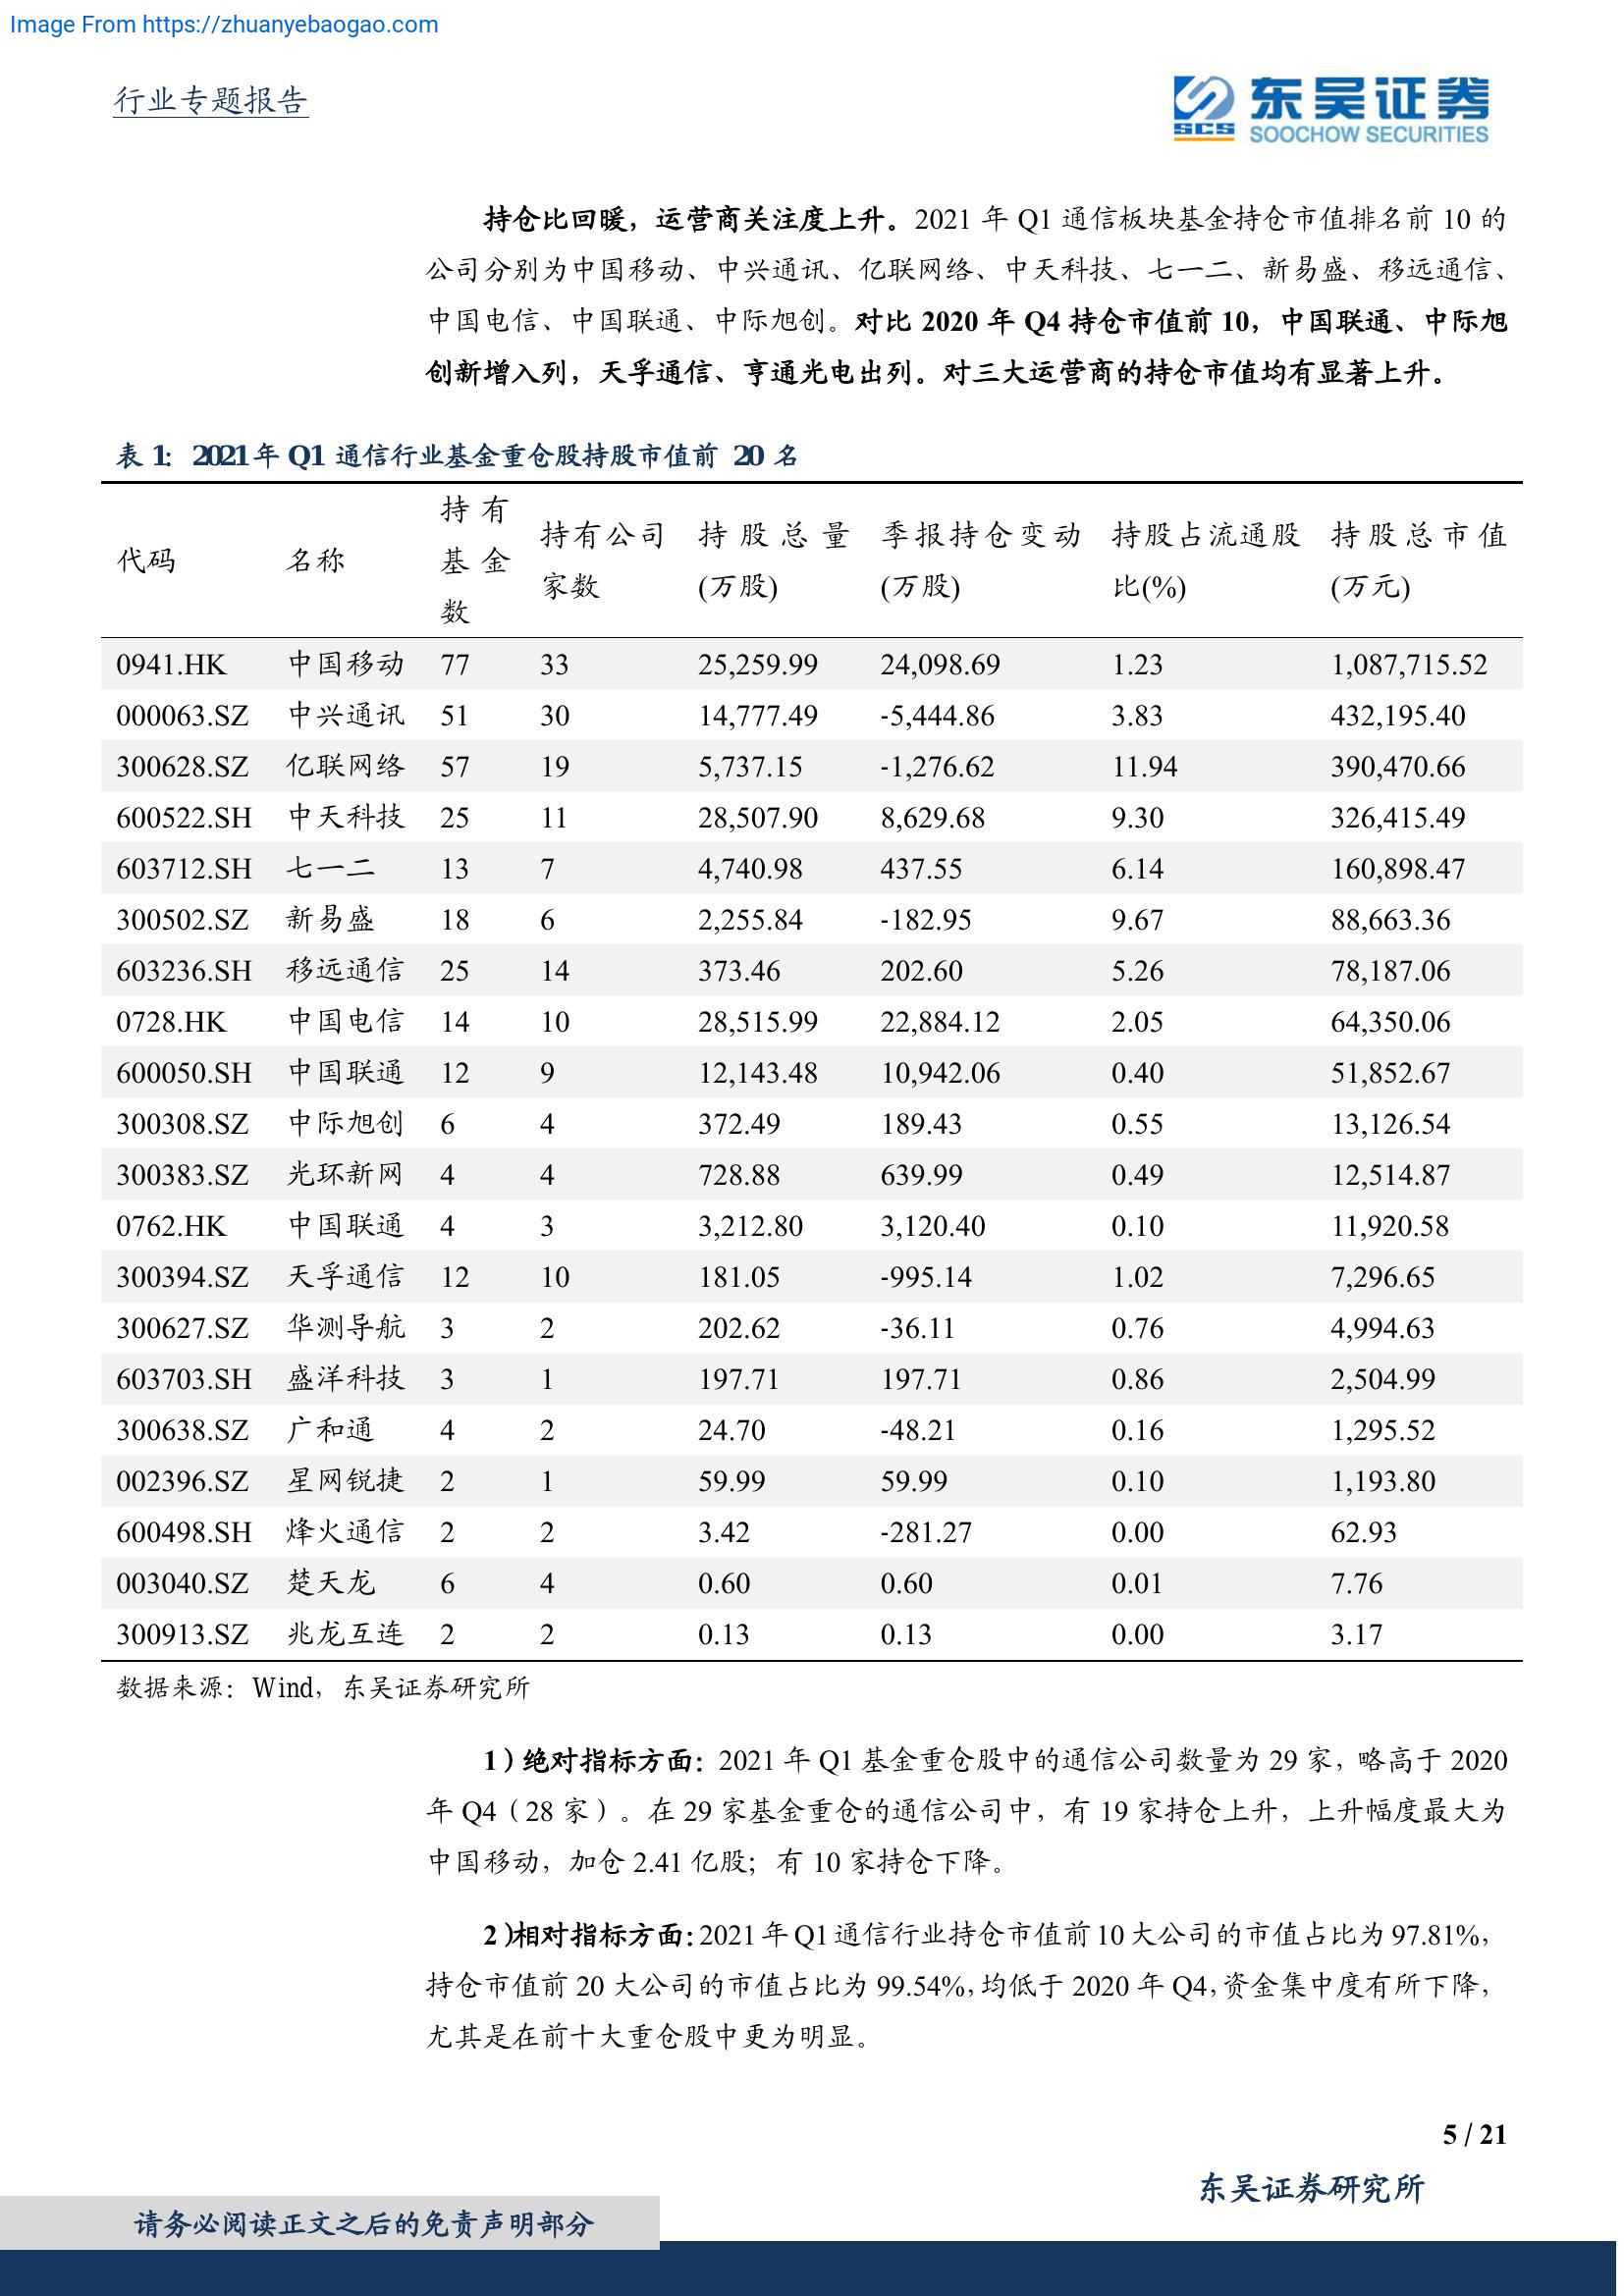 Image From https://zhuanyebaogao.com
行业专题报告
东吴证券
SCS
SOOCHOW SECURITIES
持仓比回暖，运营商关注度上升。2021 年 Q1 通信板块基金持仓市值排名前 10 的
公司分别为中国移动、中兴通讯、亿联网络、中天科技、七一二、新易盛、移远通信、
中国电信、中国联通、中际旭创。对比 2020 年 Q4 持仓市值前 10，中国联通、中际旭
创新增入列，天孚通信、亨通光电出列。对三大运营商的持仓市值均有显著上升。
表 1： 2021 年 Q1 通信行业基金重仓股持股市值前 20 名
代码 名称 持有基金数 持有公司家数 持股总量(万股) 季报持仓变动(万股) 持股占流通股比(%) 持股总市值(万元)
0941.HK 中国移动 77 33 25,259.99 24,098.69 1.23 1,087,715.52
000063.SZ 中兴通讯 51 30 14,777.49 -5,444.86 3.83 432,195.40
300628.SZ 亿联网络 57 19 5,737.15 -1,276.62 11.94 390,470.66
600522.SH 中天科技 25 11 28,507.90 8,629.68 9.30 326,415.49
603712.SH 七一二 13 7 4,740.98 437.55 6.14 160,898.47
300502.SZ 新易盛 18 6 2,255.84 -182.95 9.67 88,663.36
603236.SH 移远通信 25 14 373.46 202.60 5.26 78,187.06
0728.HK 中国电信 14 10 28,515.99 22,884.12 2.05 64,350.06
600050.SH 中国联通 12 9 12,143.48 10,942.06 0.40 51,852.67
300308.SZ 中际旭创 6 4 372.49 189.43 0.55 13,126.54
300383.SZ 光环新网 4 4 728.88 639.99 0.49 12,514.87
0762.HK 中国联通 4 3 3,212.80 3,120.40 0.10 11,920.58
300394.SZ 天孚通信 12 10 181.05 -995.14 1.02 7,296.65
300627.SZ 华测导航 3 2 202.62 -36.11 0.76 4,994.63
603703.SH 盛洋科技 3 1 197.71 197.71 0.86 2,504.99
300638.SZ 广和通 4 2 24.70 -48.21 0.16 1,295.52
002396.SZ 星网锐捷 2 1 59.99 59.99 0.10 1,193.80
600498.SH 烽火通信 2 2 3.42 -281.27 0.00 62.93
003040.SZ 楚天龙 6 4 0.60 0.60 0.01 7.76
300913.SZ 兆龙互连 2 2 0.13 0.13 0.00 3.17
数据来源：Wind，东吴证券研究所
1）绝对指标方面：2021 年 Q1 基金重仓股中的通信公司数量为 29 家，略高于 2020
年 Q4（28 家）。在 29 家基金重仓的通信公司中，有 19 家持仓上升，上升幅度最大为
中国移动，加仓 2.41 亿股；有 10 家持仓下降。
2）相对指标方面：2021 年 Q1 通信行业持仓市值前 10 大公司的市值占比为 97.81%，
持仓市值前 20 大公司的市值占比为 99.54%，均低于 2020 年 Q4，资金集中度有所下降，
尤其是在前十大重仓股中更为明显。
5 / 21
东吴证券研究所
请务必阅读正文之后的免责声明部分